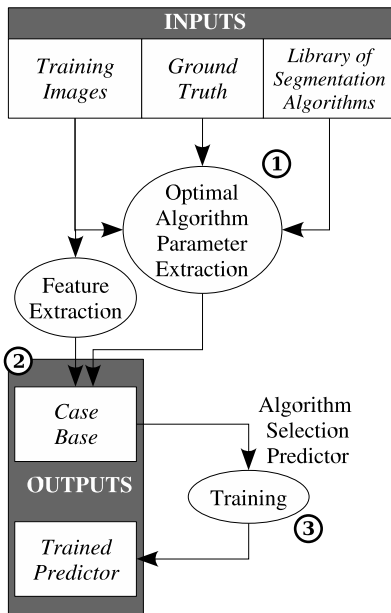 INPUTS
Training
Images
Ground
Truth
Library of
Segmentation
Algorithms
1
Optimal
Algorithm
Parameter
Extraction
Feature
Extraction
2
Case
Base
Algorithm
Selection
Predictor
OUTPUTS
Training
3
Trained
Predictor